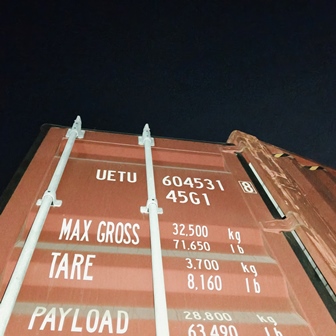 UETU 604531 8
45G1
MAX GROSS 32,500 kg
71,650 lb
TARE 3,700 kg
8,160 lb
PAYLOAD 28,800 kg
63,490 lb